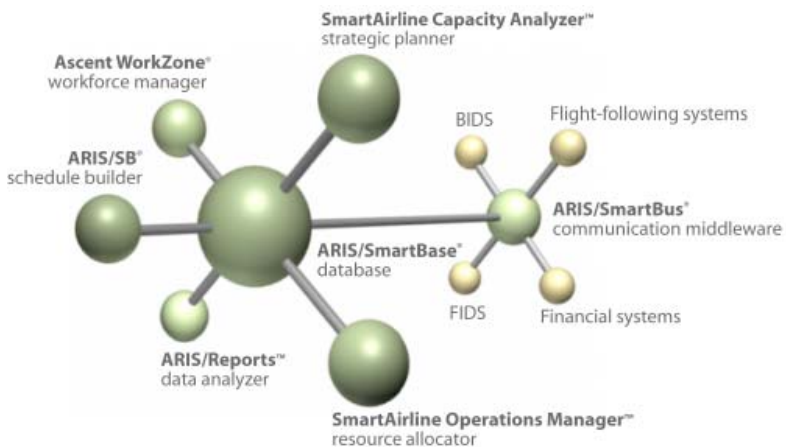 SmartAirline Capacity Analyzer™
strategic planner
Ascent WorkZone®
workforce manager
BIDS
Flight-following systems
ARIS/SB®
schedule builder
ARIS/SmartBus®
communication middleware
ARIS/SmartBase®
database
FIDS
Financial systems
ARIS/Reports™
data analyzer
SmartAirline Operations Manager™
resource allocator